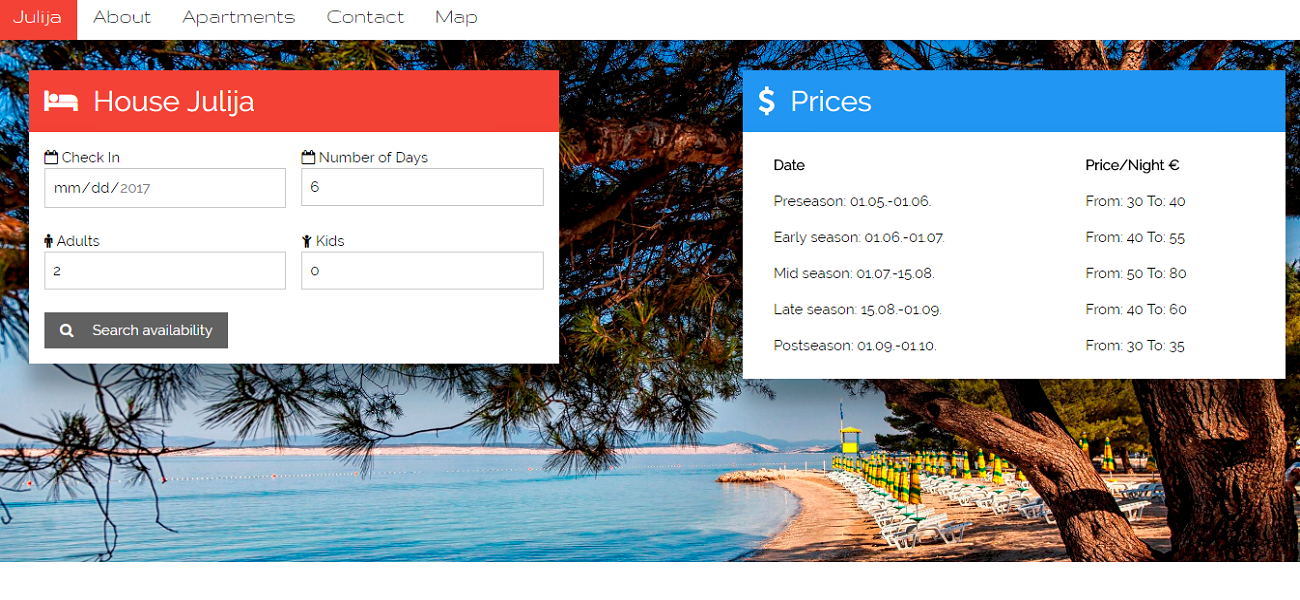 Julija About Apartments Contact Map
House Julija
Check In Number of Days
mm/dd/2017 6
Adults Kids
2 0
Search availability
$ Prices
Date Price/Night €
Preseason: 01.05.-01.06. From: 30 To: 40
Early season: 01.06.-01.07. From: 40 To: 55
Mid season: 01.07.-15.08. From: 50 To: 80
Late season: 15.08.-01.09. From: 40 To: 60
Postseason: 01.09.-01.10. From: 30 To: 35